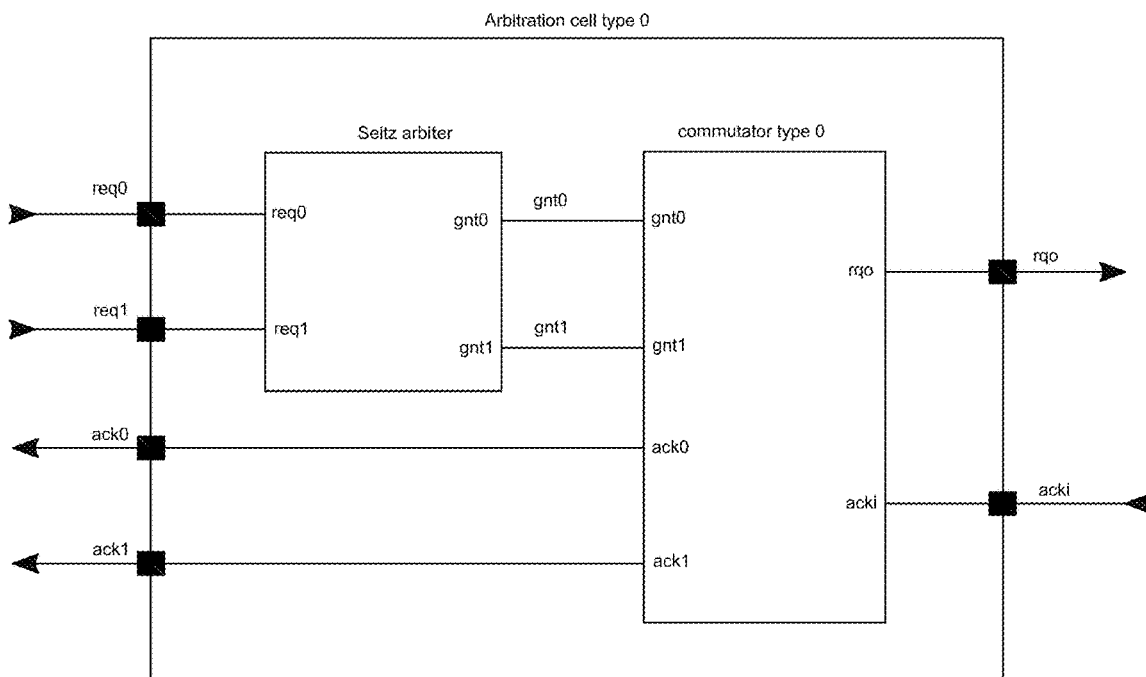 Arbitration cell type 0
Seitz arbiter
commutator type 0
req0
req0
gnt0
gnt0
gnt0
rqo
rqo
req1
req1
gnt1
gnt1
gnt1
ack0
ack0
acki
acki
ack1
ack1